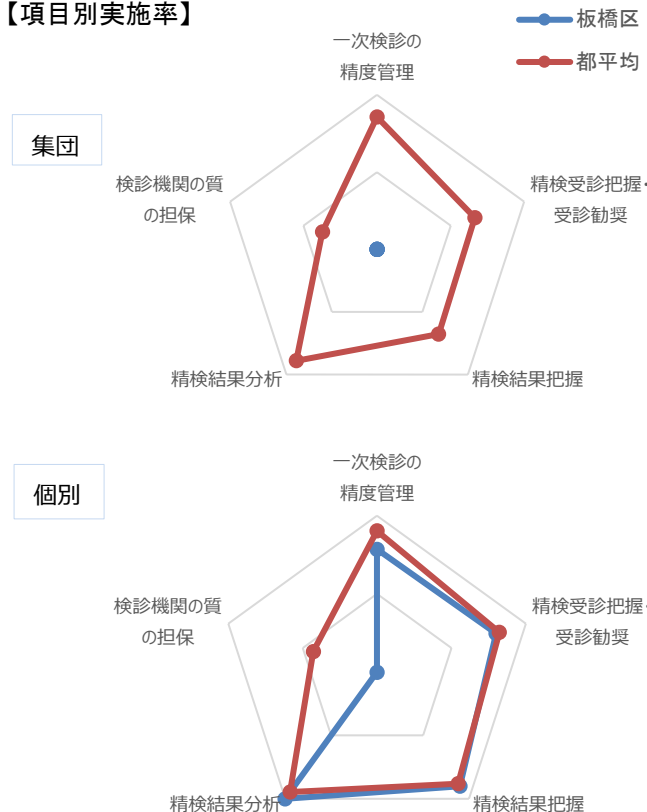 【項目別実施率】
板橋区
都平均
集団
一次検診の
精度管理
精検受診把握・
受診勧奨
精検結果把握
精検結果分析
検診機関の質
の担保
個別
一次検診の
精度管理
精検受診把握・
受診勧奨
精検結果把握
精検結果分析
検診機関の質
の担保